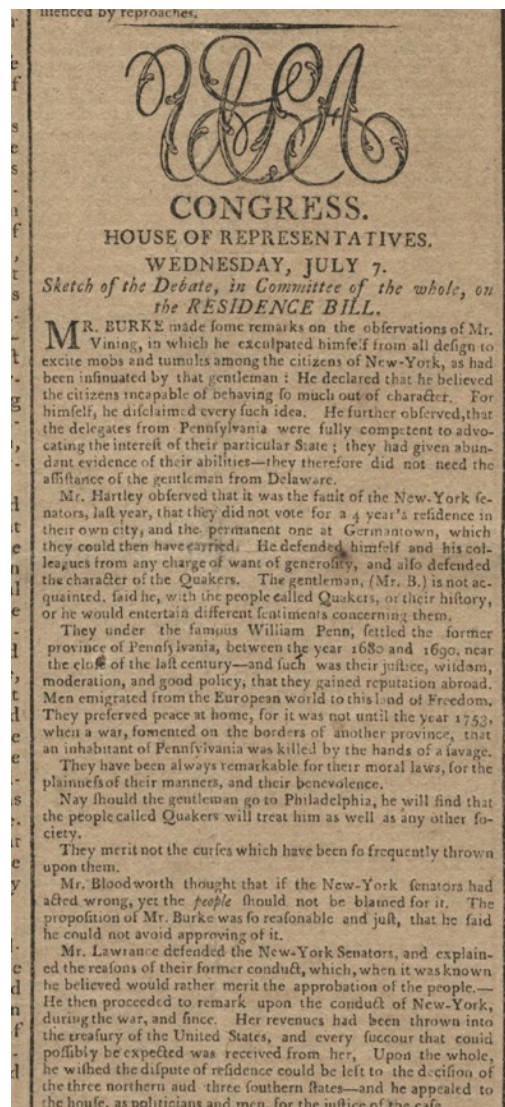 menced by reproaches.
USA
CONGRESS.
HOUSE OF REPRESENTATIVES.
WEDNESDAY, JULY 7.
Sketch of the Debate, in Committee of the whole, on
the RESIDENCE BILL.
MR. BURKE made ſome remarks on the obſervations of Mr.
Vining, in which he exculpated himſelf from all deſign to
excite mobs and tumults among the citizens of New-York, as had
been inſinuated by that gentleman : He declared that he believed
the citizens incapable of behaving ſo much out of character. For
himſelf, he diſclaimed every ſuch idea. He further obſerved,that
the delegates from Pennſylvania were fully competent to advo-
cating the intereſt of their particular State ; they had given abun-
dant evidence of their abilities—they therefore did not need the
aſſiſtance of the gentleman from Delaware.
Mr. Hartley obſerved that it was the fault of the New-York ſe-
nators, laſt year, that they did not vote for a 4 year's reſidence in
their own city, and the permanent one at Germantown, which
they could then have carried. He defended himſelf and his col-
leagues from any charge of want of generoſity, and alſo defended
the character of the Quakers. The gentleman, (Mr. B.) is not ac-
quainted, ſaid he, with the people called Quakers, or their hiſtory,
or he would entertain different ſentiments concerning them.
They under the famous William Penn, ſettled the former
province of Pennſylvania, between the year 1680 and 1690, near
the cloſe of the laſt century—and ſuch was their juſtice, wiſdom,
moderation, and good policy, that they gained reputation abroad.
Men emigrated from the European world to this land of Freedom.
They preſerved peace at home, for it was not until the year 1753,
when a war, fomented on the borders of another province, that
an inhabitant of Pennſylvania was killed by the hands of a ſavage.
They have been always remarkable for their moral laws, for the
plainneſs of their manners, and their benevolence.
Nay ſhould the gentleman go to Philadelphia, he will find that
the people called Quakers will treat him as well as any other ſo-
ciety.
They merit not the curſes which have been ſo frequently thrown
upon them.
Mr. Bloodworth thought that if the New-York ſenators had
acted wrong, yet the people ſhould not be blamed for it. The
propoſition of Mr. Burke was ſo reaſonable and juſt, that he ſaid
he could not avoid approving of it.
Mr. Lawrance defended the New-York Senators, and explain-
ed the reaſons of their former conduct, which, when it was known
he believed would rather merit the approbation of the people.—
He then proceeded to remark upon the conduct of New-York,
during the war, and ſince. Her revenues had been thrown into
the treaſury of the United States, and every ſuccour that could
poſſibly be expected was received from her, Upon the whole,
he wiſhed the diſpute of reſidence could be left to the deciſion of
the three northern aud three ſouthern ſtates—and he appealed to
the houſe, as politicians and men, for the juſtice of the caſe